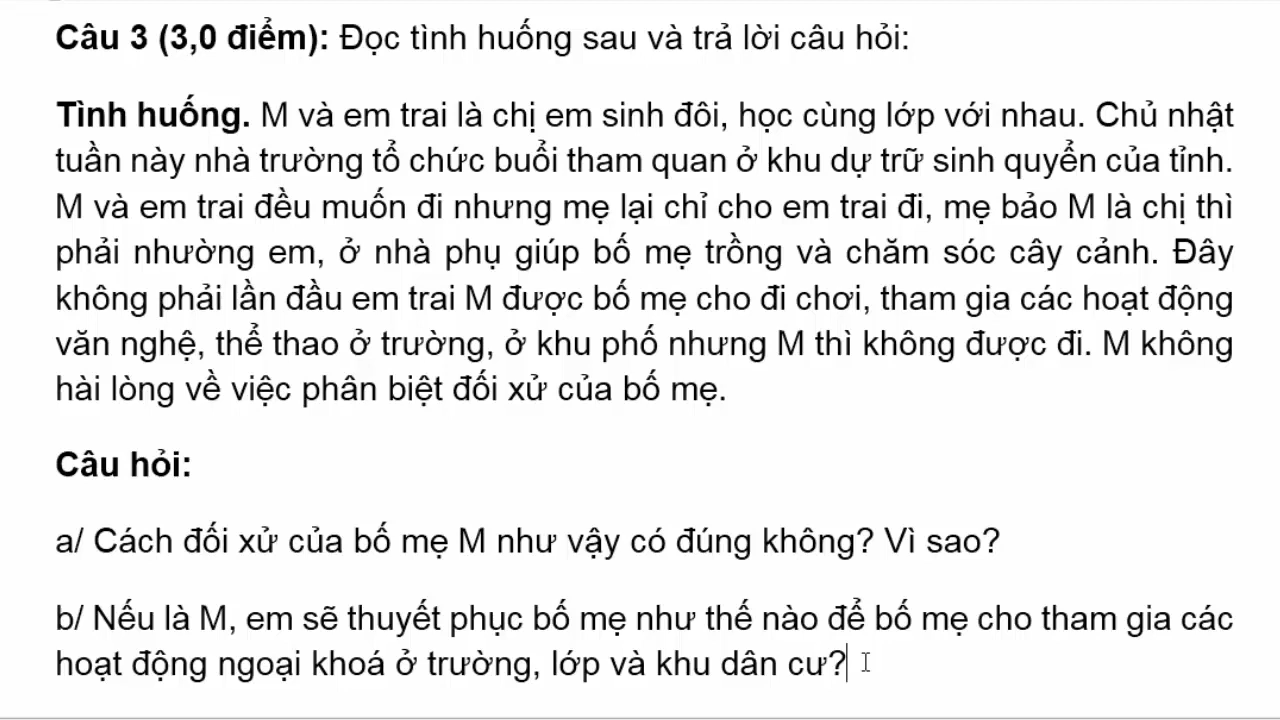 Câu 3 (3,0 điểm): Đọc tình huống sau và trả lời câu hỏi:
Tình huống. M và em trai là chị em sinh đôi, học cùng lớp với nhau. Chủ nhật
tuần này nhà trường tổ chức buổi tham quan ở khu dự trữ sinh quyển của tỉnh.
M và em trai đều muốn đi nhưng mẹ lại chỉ cho em trai đi, mẹ bảo M là chị thì
phải nhường em, ở nhà phụ giúp bố mẹ trồng và chăm sóc cây cảnh. Đây
không phải lần đầu em trai M được bố mẹ cho đi chơi, tham gia các hoạt động
văn nghệ, thể thao ở trường, ở khu phố nhưng M thì không được đi. M không
hài lòng về việc phân biệt đối xử của bố mẹ.
Câu hỏi:
a/ Cách đối xử của bố mẹ M như vậy có đúng không? Vì sao?
b/ Nếu là M, em sẽ thuyết phục bố mẹ như thế nào để bố mẹ cho tham gia các
hoạt động ngoại khoá ở trường, lớp và khu dân cư?